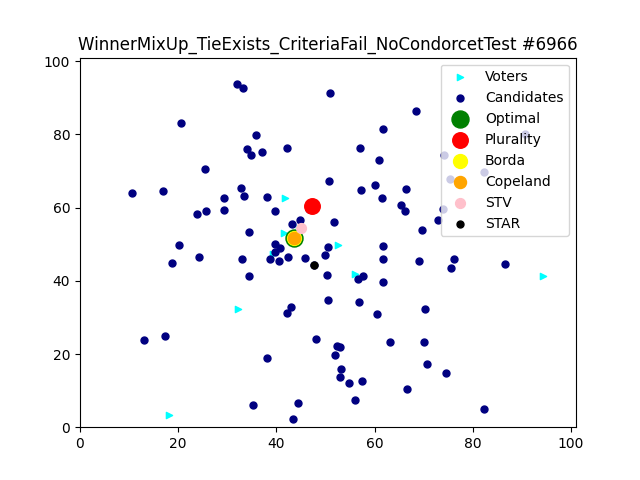 WinnerMixUp_TieExists_CriteriaFail_NoCondorcetTest #6966
100
80
60
40
20
0
0 20 40 60 80 100
Voters
Candidates
Optimal
Plurality
Borda
Copeland
STV
STAR